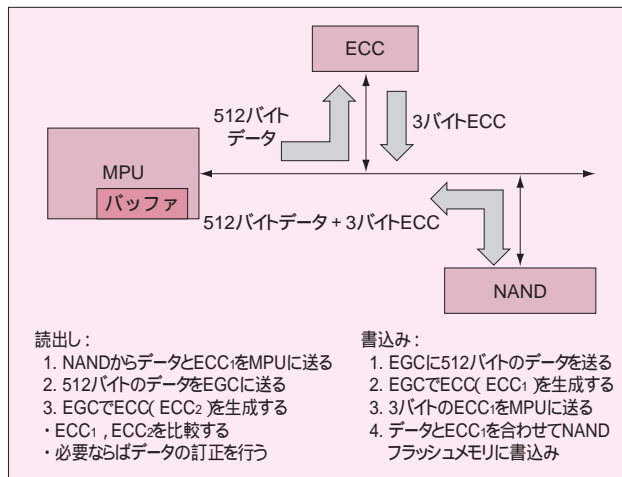 ECC
512バイト
データ
3バイトECC
MPU
バッファ
512バイトデータ + 3バイトECC
NAND
読出し:
1. NANDからデータとECC₁をMPUに送る
2. 512バイトのデータをEGCに送る
3. EGCでECC( ECC₂ )を生成する
・ECC₁ , ECC₂を比較する
・必要ならばデータの訂正を行う
書込み:
1. EGCに512バイトのデータを送る
2. EGCでECC( ECC₁ )を生成する
3. 3バイトのECC₁をMPUに送る
4. データとECC₁を合わせてNAND
フラッシュメモリに書込み